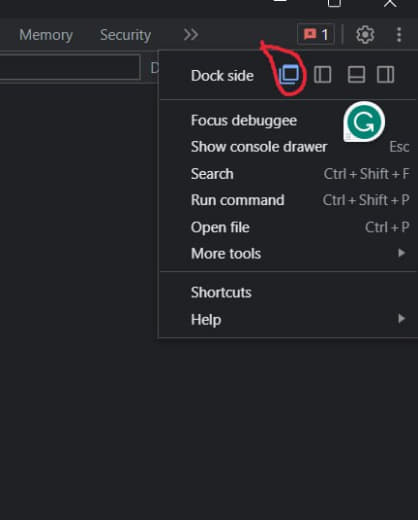 Memory Security 1
Dock side
Focus debuggee
Show console drawer Esc
Search Ctrl + Shift + F
Run command Ctrl + Shift + P
Open file Ctrl + P
More tools
Shortcuts
Help